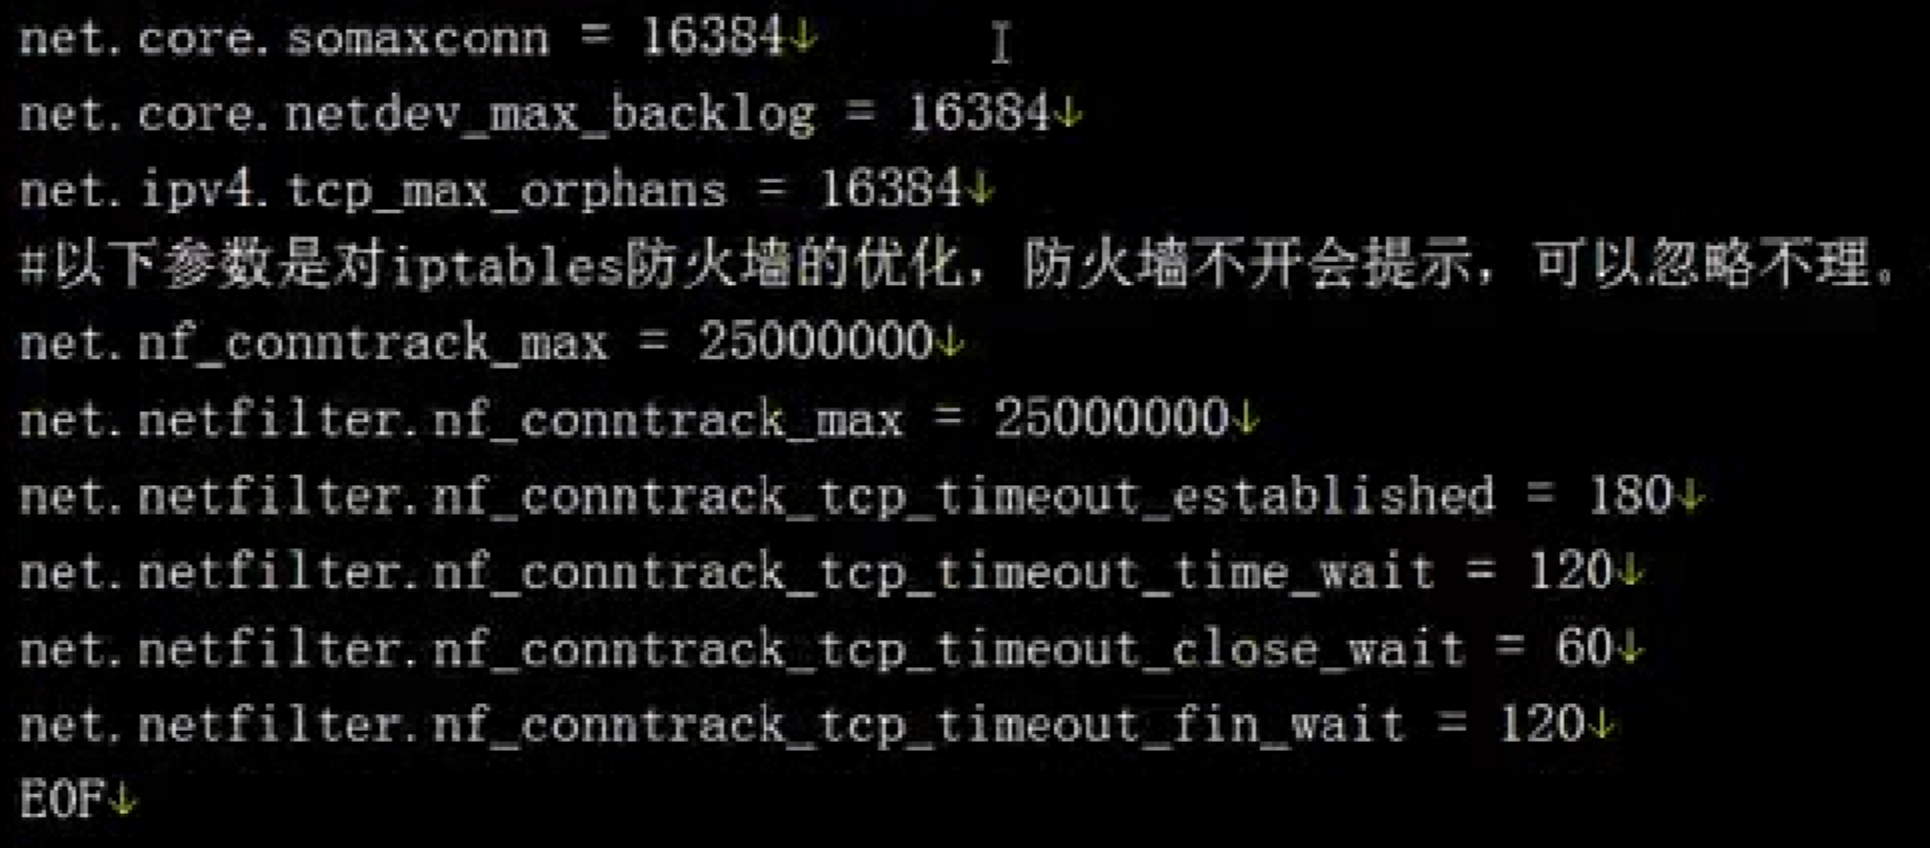 net.core.somaxconn = 16384↓
net.core.netdev_max_backlog = 16384↓
net.ipv4.tcp_max_orphans = 16384↓
#以下参数是对iptables防火墙的优化，防火墙不开会提示，可以忽略不理。
net.nf_conntrack_max = 25000000↓
net.netfilter.nf_conntrack_max = 25000000↓
net.netfilter.nf_conntrack_tcp_timeout_established = 180↓
net.netfilter.nf_conntrack_tcp_timeout_time_wait = 120↓
net.netfilter.nf_conntrack_tcp_timeout_close_wait = 60↓
net.netfilter.nf_conntrack_tcp_timeout_fin_wait = 120↓
EOF↓